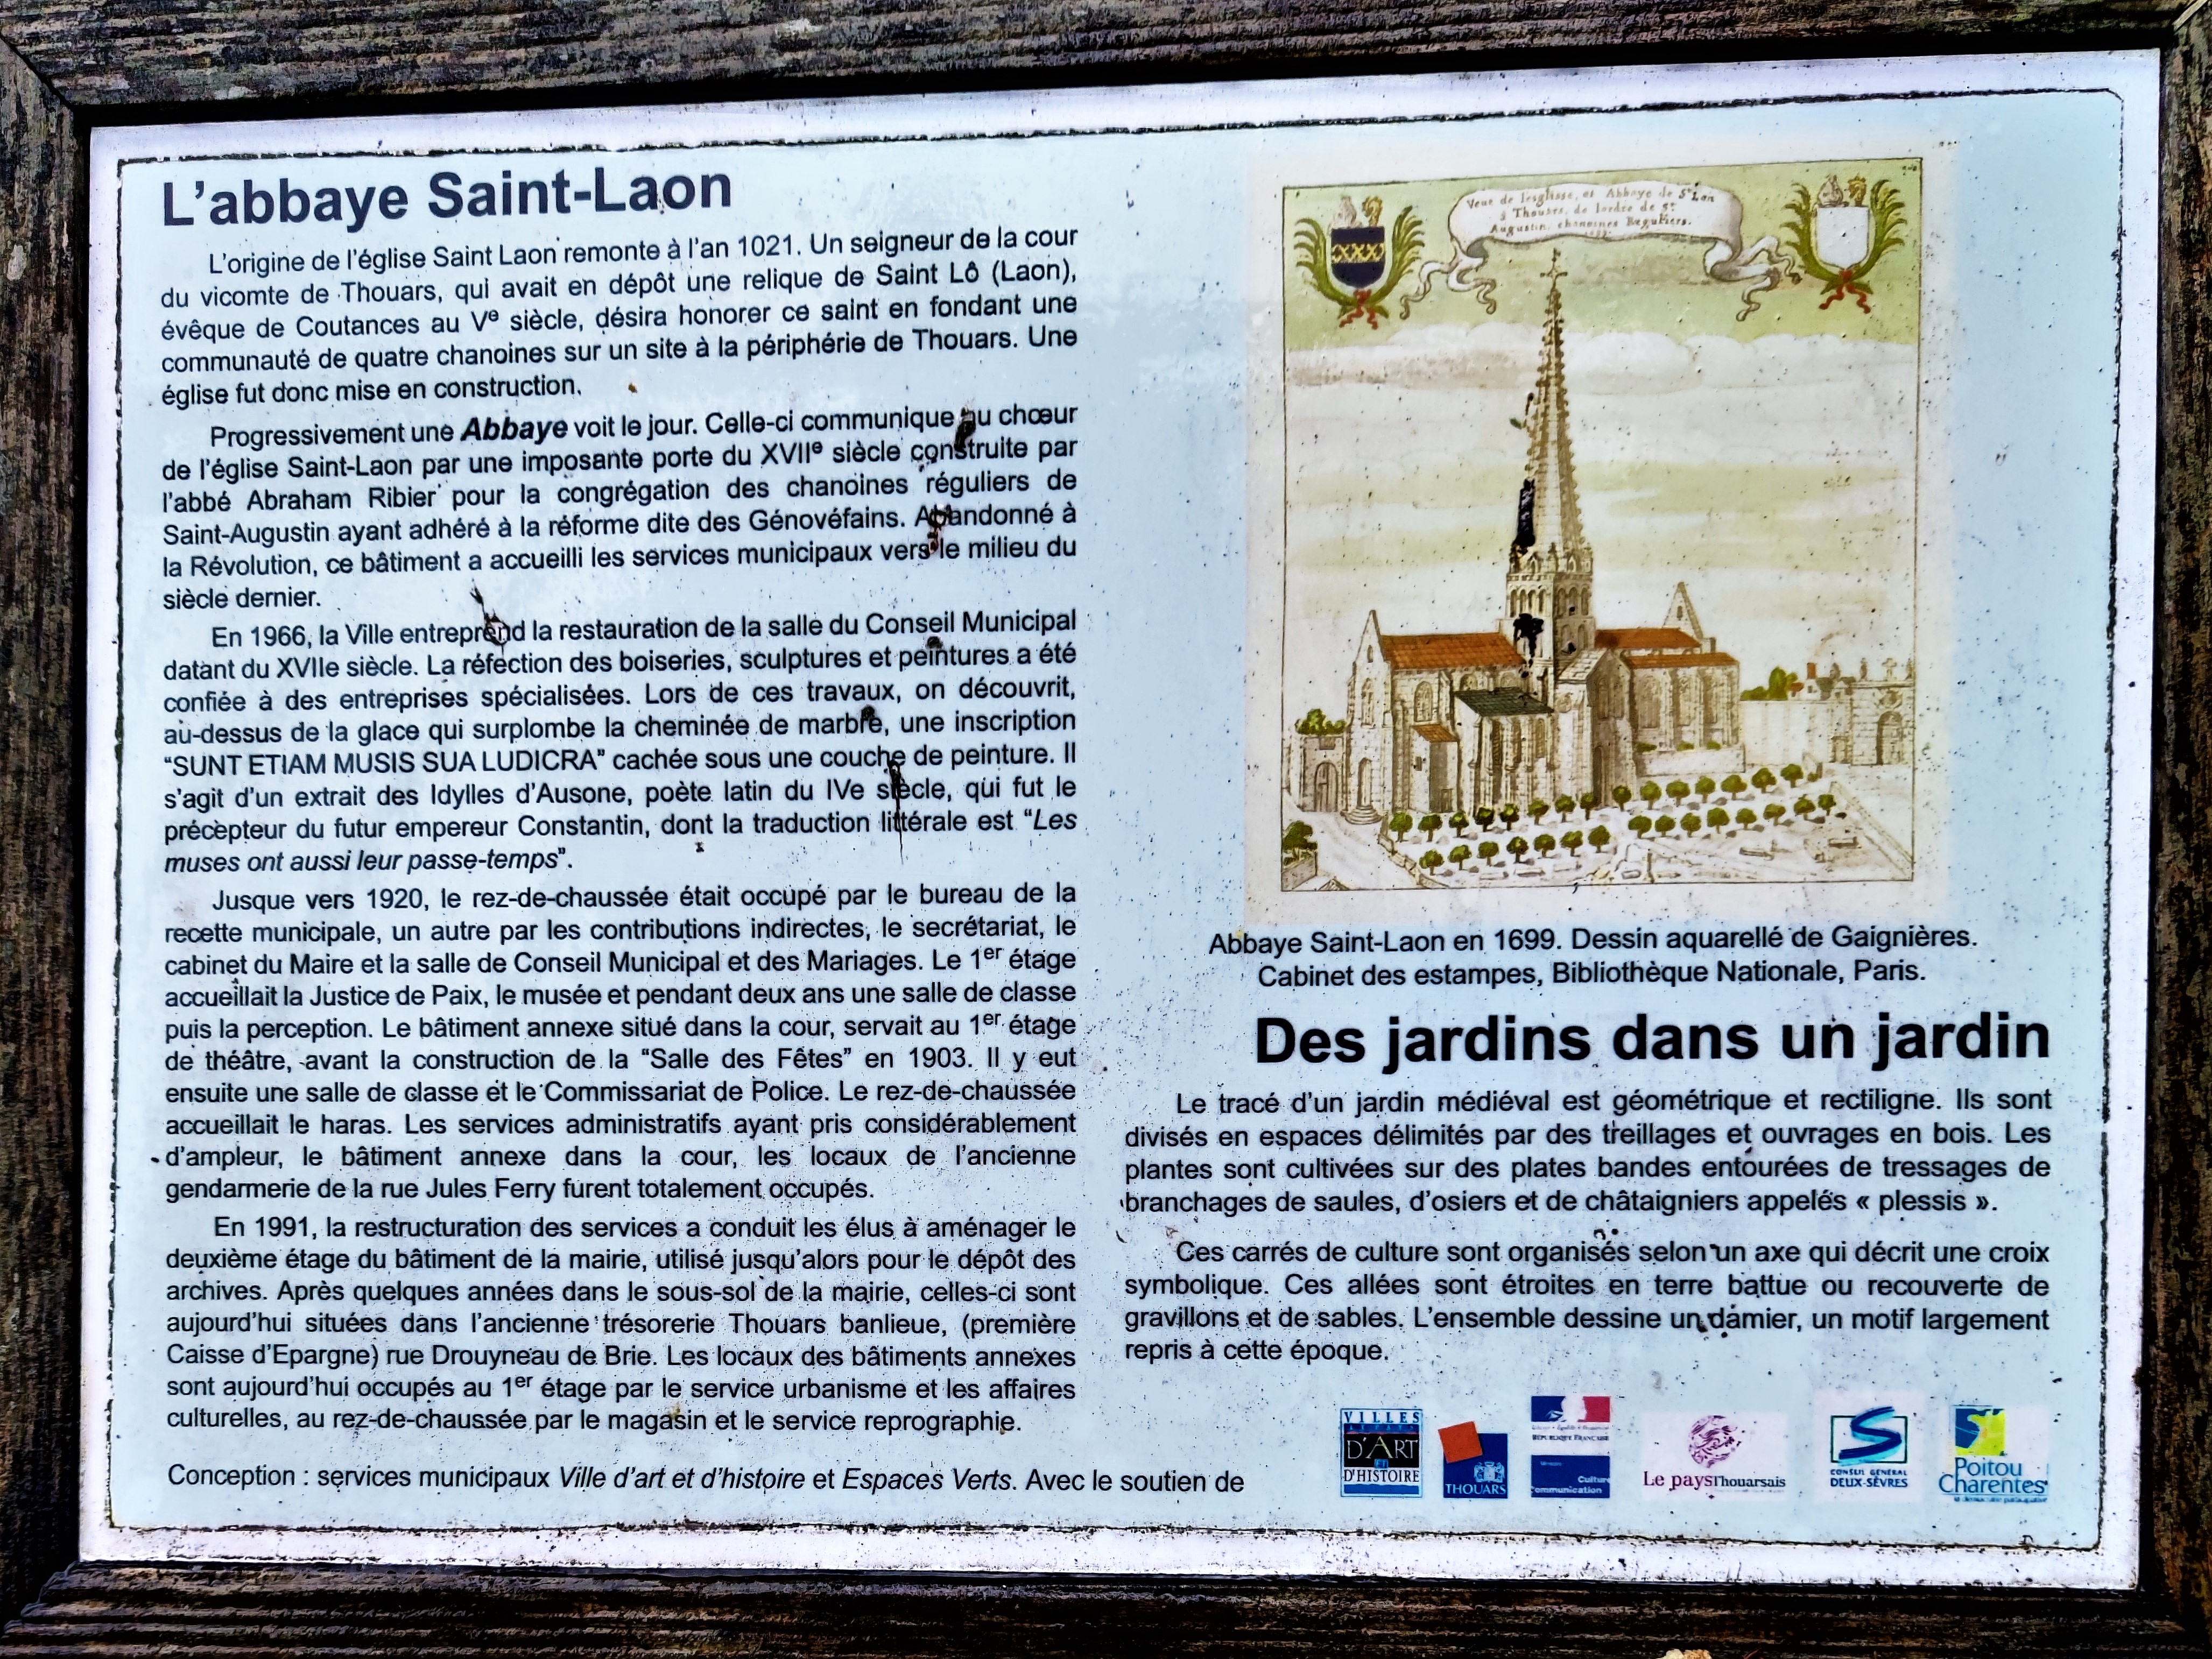 L'abbaye Saint-Laon
L'origine de l'église Saint Laon remonte à l'an 1021. Un seigneur de la cour
du vicomte de Thouars, qui avait en dépôt une relique de Saint Lô (Laon),
évêque de Coutances au Ve siècle, désira honorer ce saint en fondant une
communauté de quatre chanoines sur un site à la périphérie de Thouars. Une
église fut donc mise en construction.
Progressivement une Abbaye voit le jour. Celle-ci communique au chœur
de l'église Saint-Laon par une imposante porte du XVIIe siècle construite par
l'abbé Abraham Ribier pour la congrégation des chanoines réguliers de
Saint-Augustin ayant adhéré à la réforme dite des Génovéfains. Abandonné à
la Révolution, ce bâtiment a accueilli les services municipaux vers le milieu du
siècle dernier.
En 1966, la Ville entreprend la restauration de la salle du Conseil Municipal
datant du XVIIe siècle. La réfection des boiseries, sculptures et peintures a été
confiée à des entreprises spécialisées. Lors de ces travaux, on découvrit,
au-dessus de la glace qui surplombe la cheminée de marbre, une inscription
"SUNT ETIAM MUSIS SUA LUDICRA" cachée sous une couche de peinture. Il
s'agit d'un extrait des Idylles d'Ausone, poète latin du IVe siècle, qui fut le
précepteur du futur empereur Constantin, dont la traduction littérale est "Les
muses ont aussi leur passe-temps".
Jusque vers 1920, le rez-de-chaussée était occupé par le bureau de la
recette municipale, un autre par les contributions indirectes, le secrétariat, le
cabinet du Maire et la salle de Conseil Municipal et des Mariages. Le 1er étage
accueillait la Justice de Paix, le musée et pendant deux ans une salle de classe
puis la perception. Le bâtiment annexe situé dans la cour, servait au 1er étage
de théâtre, avant la construction de la "Salle des Fêtes" en 1903. Il y eut
ensuite une salle de classe et le Commissariat de Police. Le rez-de-chaussée
accueillait le haras. Les services administratifs ayant pris considérablement
d'ampleur, le bâtiment annexe dans la cour, les locaux de l'ancienne
gendarmerie de la rue Jules Ferry furent totalement occupés.
En 1991, la restructuration des services a conduit les élus à aménager le
deuxième étage du bâtiment de la mairie, utilisé jusqu'alors pour le dépôt des
archives. Après quelques années dans le sous-sol de la mairie, celles-ci sont
aujourd'hui situées dans l'ancienne trésorerie Thouars banlieue, (première
Caisse d'Epargne) rue Drouyneau de Brie. Les locaux des bâtiments annexes
sont aujourd'hui occupés au 1er étage par le service urbanisme et les affaires
culturelles, au rez-de-chaussée par le magasin et le service reprographie.
Conception : services municipaux Ville d'art et d'histoire et Espaces Verts. Avec le soutien de
Veue de l'esglisse, et Abbaye de St Lan
à Thouars, de lordre de St
Augustin, chanoines Reguliers.
1699.
Abbaye Saint-Laon en 1699. Dessin aquarellé de Gaignières.
Cabinet des estampes, Bibliothèque Nationale, Paris.
Des jardins dans un jardin
Le tracé d'un jardin médiéval est géométrique et rectiligne. Ils sont
divisés en espaces délimités par des treillages et ouvrages en bois. Les
plantes sont cultivées sur des plates bandes entourées de tressages de
branchages de saules, d'osiers et de châtaigniers appelés « plessis ».
Ces carrés de culture sont organisés selon un axe qui décrit une croix
symbolique. Ces allées sont étroites en terre battue ou recouverte de
gravillons et de sables. L'ensemble dessine un damier, un motif largement
repris à cette époque.
VILLES
D'ART
ET
D'HISTOIRE
THOUARS
RÉPUBLIQUE FRANÇAISE
Culture
Communication
Le pays Thouarsais
CONSEIL GÉNÉRAL
DEUX-SÈVRES
Poitou
Charentes